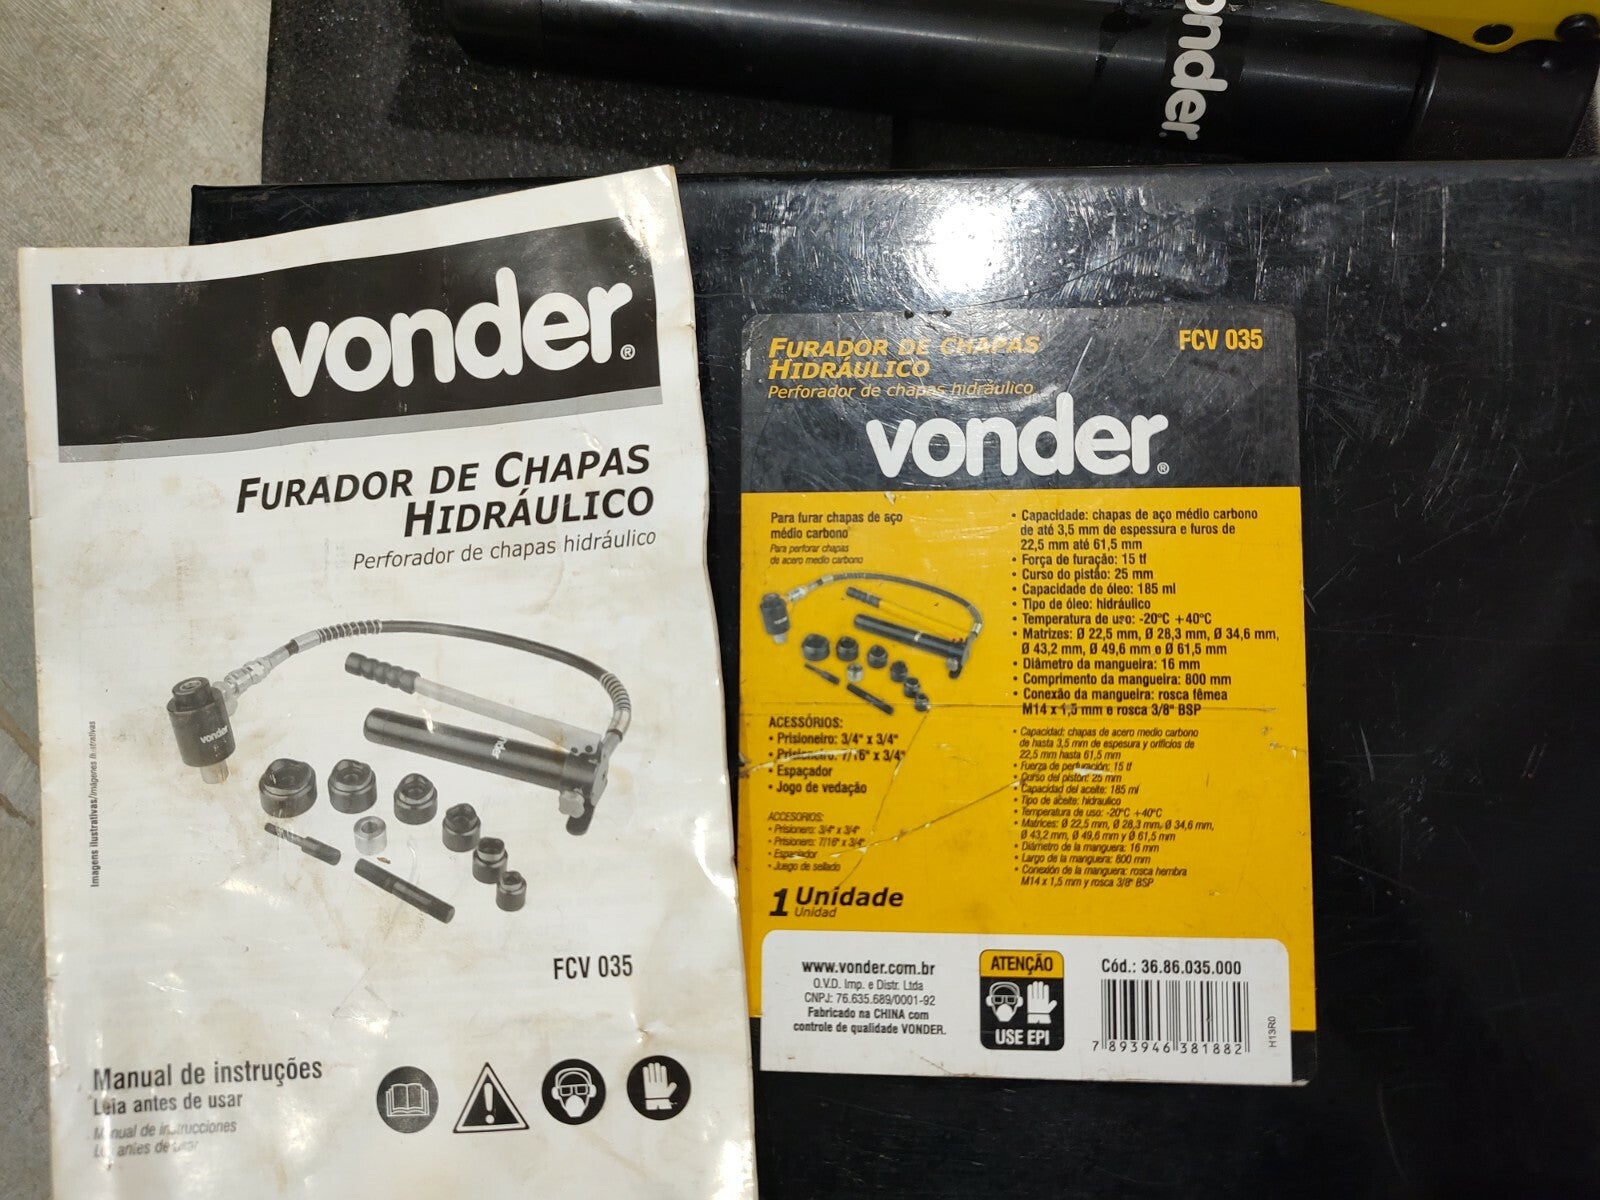 onder
vonder®
FURADOR DE CHAPAS
HIDRÁULICO
Perforador de chapas hidráulico
vonder
vonder
Imagens ilustrativas/Imágenes ilustrativas
FCV 035
Manual de instruções
Leia antes de usar
Manual de instrucciones
antes de usar
FURADOR DE CHAPAS
HIDRÁULICO
Perforador de chapas hidráulico
FCV 035
vonder®
Para furar chapas de aço
médio carbono
Para perforar chapas
de acero medio carbono
ACESSÓRIOS:
• Prisioneiro: 3/4" x 3/4"
• Prisioneiro: 7/16" x 3/4"
• Espaçador
• Jogo de vedação
ACCESORIOS:
• Prisionero: 3/4" x 3/4"
• Prisionero: 7/16" x 3/4"
• Espaciador
• Juego de sellado
1 Unidade
Unidad
• Capacidade: chapas de aço médio carbono
de até 3,5 mm de espessura e furos de
22,5 mm até 61,5 mm
• Força de furação: 15 tf
• Curso do pistão: 25 mm
• Capacidade de óleo: 185 ml
• Tipo de óleo: hidráulico
• Temperatura de uso: -20°C +40°C
• Matrizes: Ø 22,5 mm, Ø 28,3 mm, Ø 34,6 mm,
Ø 43,2 mm, Ø 49,6 mm e Ø 61,5 mm
• Diâmetro da mangueira: 16 mm
• Comprimento da mangueira: 800 mm
• Conexão da mangueira: rosca fêmea
M14 x 1,5 mm e rosca 3/8" BSP
• Capacidad: chapas de acero medio carbono
de hasta 3,5 mm de espesura y orificios de
22,5 mm hasta 61,5 mm
• Fuerza de perfuración: 15 tf
• Curso del pistón: 25 mm
• Capacidad del aceite: 185 ml
• Tipo de aceite: hidraulico
• Temperatura de uso: -20°C +40°C
• Matrices: Ø 22,5 mm, Ø 28,3 mm, Ø 34,6 mm,
Ø 43,2 mm, Ø 49,6 mm y Ø 61,5 mm
• Diámetro de la manguera: 16 mm
• Largo de la manguera: 800 mm
• Conexión de la manguera: rosca hembra
M14 x 1,5 mm y rosca 3/8" BSP
www.vonder.com.br
O.V.D. Imp. e Distr. Ltda
CNPJ: 76.635.689/0001-92
Fabricado na CHINA com
controle de qualidade VONDER.
ATENÇÃO
USE EPI
Cód.: 36.86.035.000
7 893946 381882
H13R0